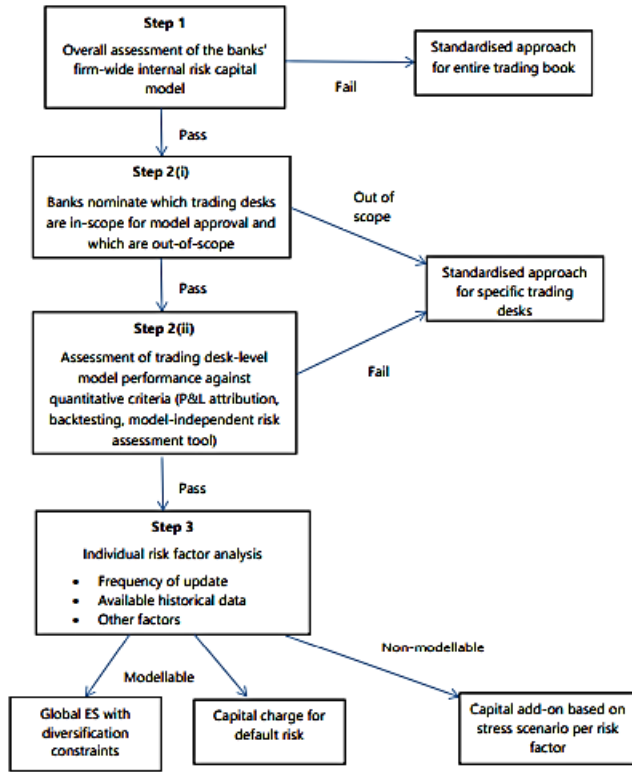 Step 1
Overall assessment of the banks'
firm-wide internal risk capital
model
Standardised approach
for entire trading book
Fail
Pass
Step 2(i)
Banks nominate which trading desks
are in-scope for model approval and
which are out-of-scope
Out of
scope
Standardised approach
for specific trading
desks
Pass
Step 2(ii)
Assessment of trading desk-level
model performance against
quantitative criteria (P&L attribution,
backtesting, model-independent risk
assessment tool)
Fail
Pass
Step 3
Individual risk factor analysis
• Frequency of update
• Available historical data
• Other factors
Non-modellable
Modellable
Global ES with
diversification
constraints
Capital charge for
default risk
Capital add-on based on
stress scenario per risk
factor